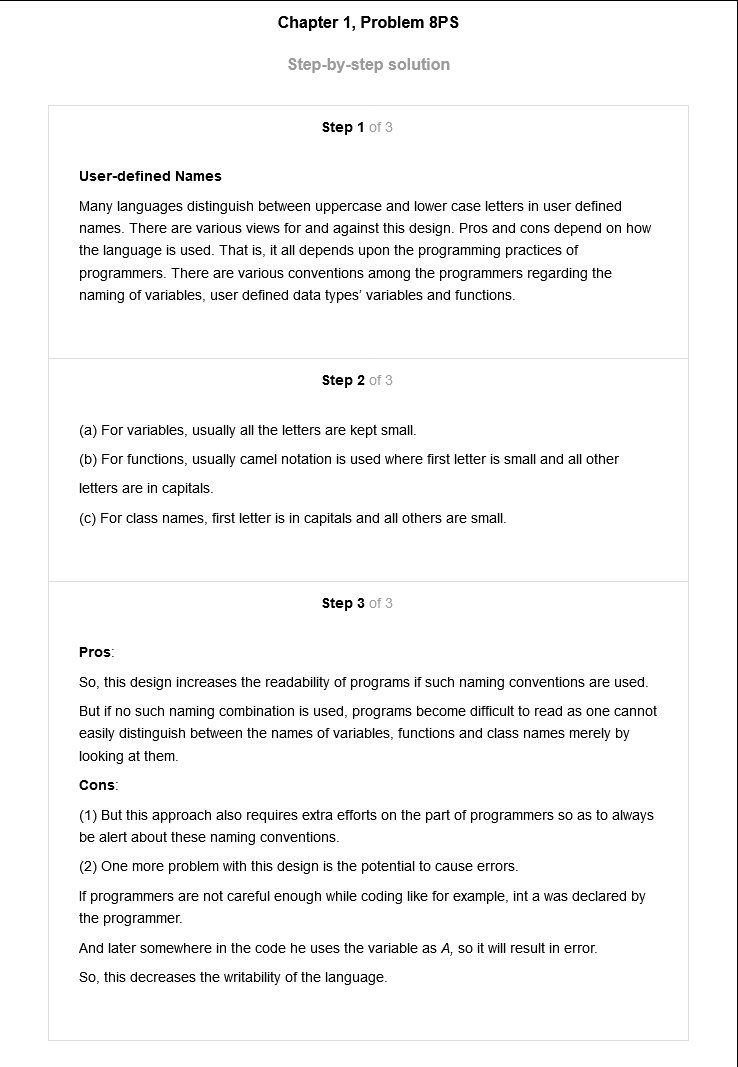 Chapter 1, Problem 8PS
Step-by-step solution
Step 1 of 3
User-defined Names
Many languages distinguish between uppercase and lower case letters in user defined
names. There are various views for and against this design. Pros and cons depend on how
the language is used. That is, it all depends upon the programming practices of
programmers. There are various conventions among the programmers regarding the
naming of variables, user defined data types' variables and functions.
Step 2 of 3
(a) For variables, usually all the letters are kept small.
(b) For functions, usually camel notation is used where first letter is small and all other
letters are in capitals.
(c) For class names, first letter is in capitals and all others are small.
Step 3 of 3
Pros:
So, this design increases the readability of programs if such naming conventions are used.
But if no such naming combination is used, programs become difficult to read as one cannot
easily distinguish between the names of variables, functions and class names merely by
looking at them.
Cons:
(1) But this approach also requires extra efforts on the part of programmers so as to always
be alert about these naming conventions.
(2) One more problem with this design is the potential to cause errors.
If programmers are not careful enough while coding like for example, int a was declared by
the programmer.
And later somewhere in the code he uses the variable as A, so it will result in error.
So, this decreases the writability of the language.